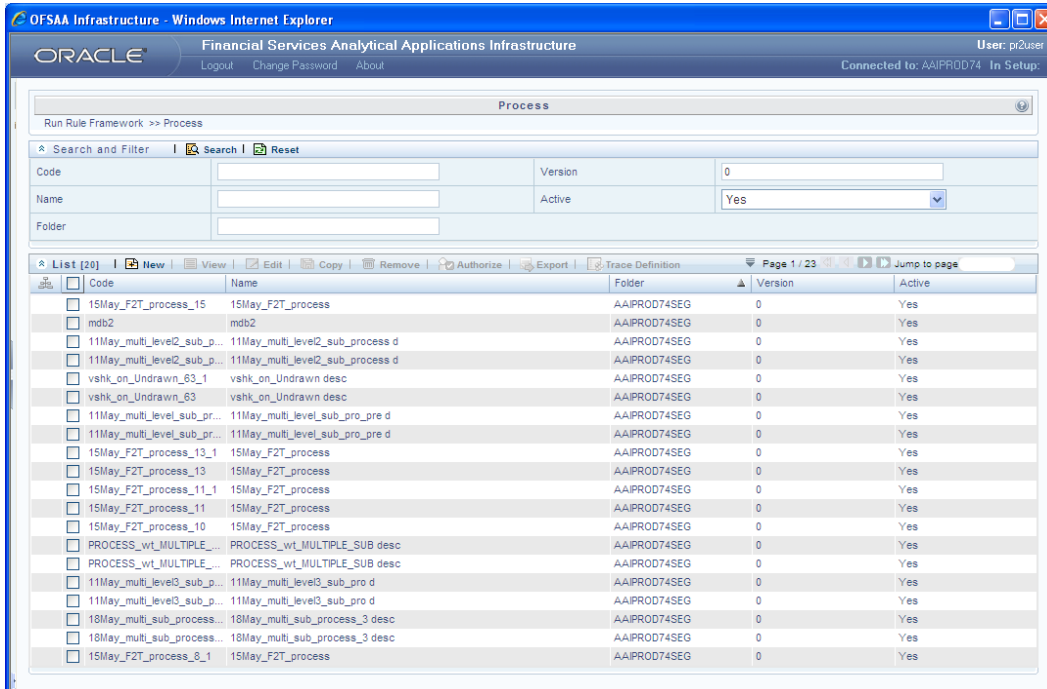 OFSAA Infrastructure - Windows Internet Explorer
ORACLE Financial Services Analytical Applications Infrastructure User: pr2user
Logout Change Password About Connected to: AAIPROD74 In Setup:
Process
Run Rule Framework >> Process
Search and Filter | Search | Reset
Code Version 0
Name Active Yes
Folder
List [20] | New | View | Edit | Copy | Remove | Authorize | Export | Trace Definition Page 1 / 23 Jump to page
Code Name Folder Version Active
15May_F2T_process_15 15May_F2T_process AAIPROD74SEG 0 Yes
mdb2 mdb2 AAIPROD74SEG 0 Yes
11May_multi_level2_sub_p... 11May_multi_level2_sub_process d AAIPROD74SEG 0 Yes
11May_multi_level2_sub_p... 11May_multi_level2_sub_process d AAIPROD74SEG 0 Yes
vshk_on_Undrawn_63_1 vshk_on_Undrawn desc AAIPROD74SEG 0 Yes
vshk_on_Undrawn_63 vshk_on_Undrawn desc AAIPROD74SEG 0 Yes
11May_multi_level_sub_pr... 11May_multi_level_sub_pro_pre d AAIPROD74SEG 0 Yes
11May_multi_level_sub_pr... 11May_multi_level_sub_pro_pre d AAIPROD74SEG 0 Yes
15May_F2T_process_13_1 15May_F2T_process AAIPROD74SEG 0 Yes
15May_F2T_process_13 15May_F2T_process AAIPROD74SEG 0 Yes
15May_F2T_process_11_1 15May_F2T_process AAIPROD74SEG 0 Yes
15May_F2T_process_11 15May_F2T_process AAIPROD74SEG 0 Yes
15May_F2T_process_10 15May_F2T_process AAIPROD74SEG 0 Yes
PROCESS_wt_MULTIPLE_... PROCESS_wt_MULTIPLE_SUB desc AAIPROD74SEG 0 Yes
PROCESS_wt_MULTIPLE_... PROCESS_wt_MULTIPLE_SUB desc AAIPROD74SEG 0 Yes
11May_multi_level3_sub_p... 11May_multi_level3_sub_pro d AAIPROD74SEG 0 Yes
11May_multi_level3_sub_p... 11May_multi_level3_sub_pro d AAIPROD74SEG 0 Yes
18May_multi_sub_process... 18May_multi_sub_process_3 desc AAIPROD74SEG 0 Yes
18May_multi_sub_process... 18May_multi_sub_process_3 desc AAIPROD74SEG 0 Yes
15May_F2T_process_8_1 15May_F2T_process AAIPROD74SEG 0 Yes